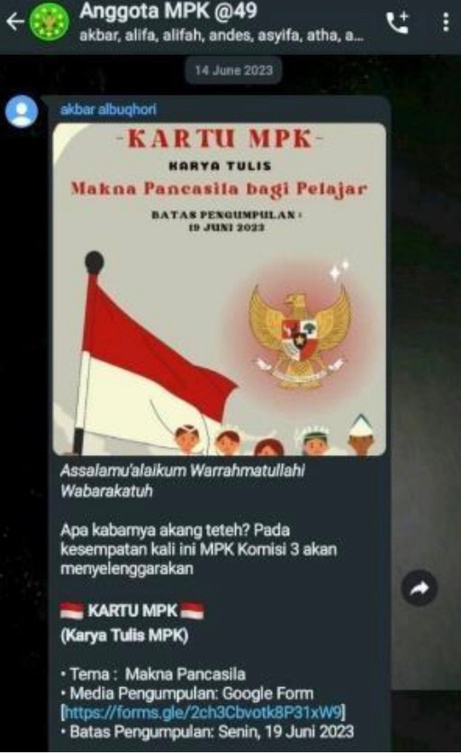 Anggota MPK @49
akbar, alifa, alifah, andes, asyifa, atha, a...
14 June 2023
akbar albuqhori
-KARTU MPK-
KARYA TULIS
Makna Pancasila bagi Pelajar
BATAS PENGUMPULAN :
19 JUNI 2023
Assalamu'alaikum Warrahmatullahi
Wabarakatuh
Apa kabarnya akang teteh? Pada
kesempatan kali ini MPK Komisi 3 akan
menyelenggarakan
🇮🇩 KARTU MPK 🇮🇩
(Karya Tulis MPK)
• Tema : Makna Pancasila
• Media Pengumpulan: Google Form
[https://forms.gle/2ch3Cbvotk8P31xW9]
• Batas Pengumpulan: Senin, 19 Juni 2023